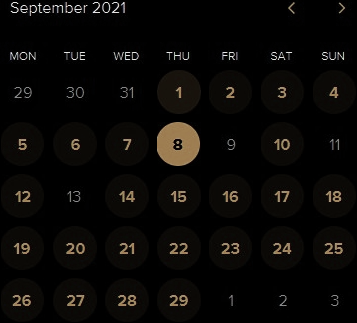 September 2021
MON TUE WED THU FRI SAT SUN
29 30 31 1 2 3 4
5 6 7 8 9 10 11
12 13 14 15 16 17 18
19 20 21 22 23 24 25
26 27 28 29 1 2 3